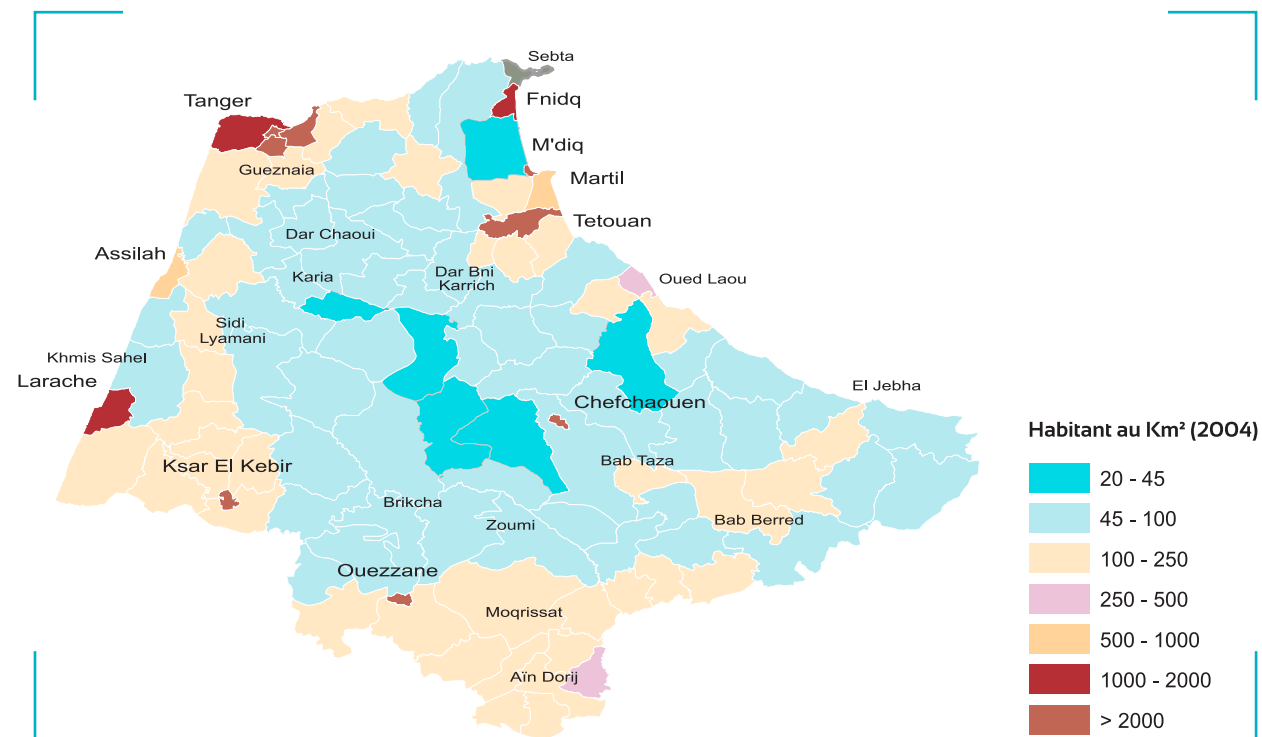 Sebta
Tanger
Fnidq
M'diq
Gueznaia
Martil
Tetouan
Dar Chaoui
Assilah
Karia
Dar Bni
Karrich
Oued Laou
Sidi
Lyamani
Khmis Sahel
Larache
El Jebha
Chefchaouen
Ksar El Kebir
Bab Taza
Brikcha
Zoumi
Bab Berred
Ouezzane
Moqrissat
Aïn Dorij
Habitant au Km² (2004)
20 - 45
45 - 100
100 - 250
250 - 500
500 - 1000
1000 - 2000
> 2000